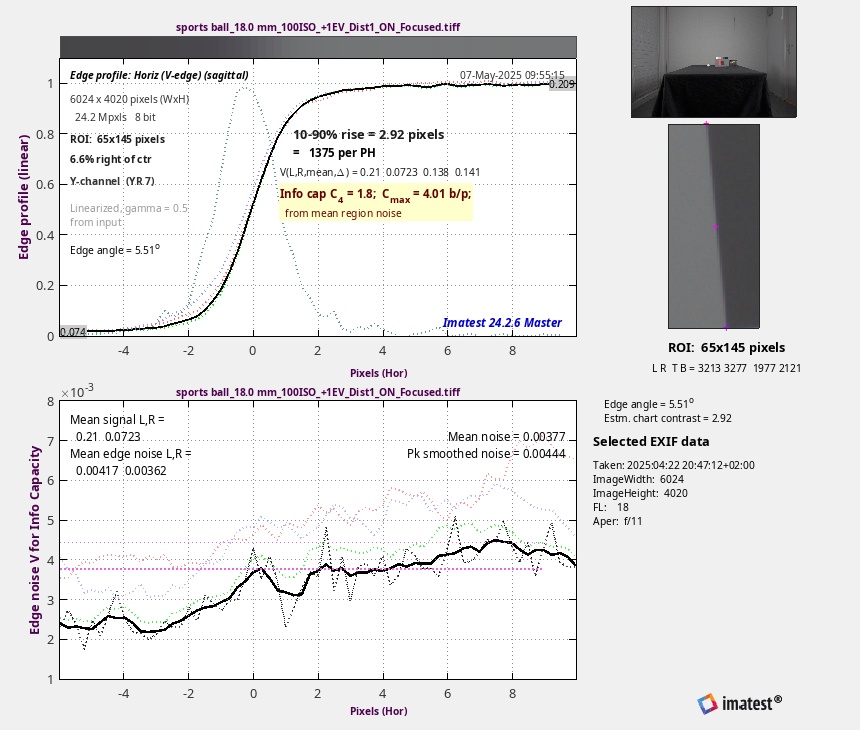 sports ball_18.0 mm_100ISO_+1EV_Dist1_ON_Focused.tiff
Edge profile: Horiz (V-edge) (sagittal)
07-May-2025 09:55:15
0.209
6024 x 4020 pixels (WxH)
24.2 Mpxls 8 bit
ROI: 65x145 pixels
6.6% right of ctr
Y-channel (YR7)
Linearized, gamma = 0.5
from input
Edge angle = 5.51o
10-90% rise = 2.92 pixels
= 1375 per PH
V(L,R,mean,Δ) = 0.21 0.0723 0.138 0.141
Info cap C4 = 1.8; Cmax = 4.01 b/p;
from mean region noise
Imatest 24.2.6 Master
0.074
Edge profile (linear)
1
0.8
0.6
0.4
0.2
0
-4 -2 0 2 4 6 8
Pixels (Hor)
ROI: 65x145 pixels
L R T B = 3213 3277 1977 2121
sports ball_18.0 mm_100ISO_+1EV_Dist1_ON_Focused.tiff
×10-3
Mean signal L,R =
0.21 0.0723
Mean edge noise L,R =
0.00417 0.00362
Mean noise = 0.00377
Pk smoothed noise = 0.00444
Edge noise V for Info Capacity
8
7
6
5
4
3
2
1
-4 -2 0 2 4 6 8
Pixels (Hor)
Edge angle = 5.51o
Estm. chart contrast = 2.92
Selected EXIF data
Taken: 2025:04:22 20:47:12+02:00
ImageWidth: 6024
ImageHeight: 4020
FL: 18
Aper: f/11
imatest®